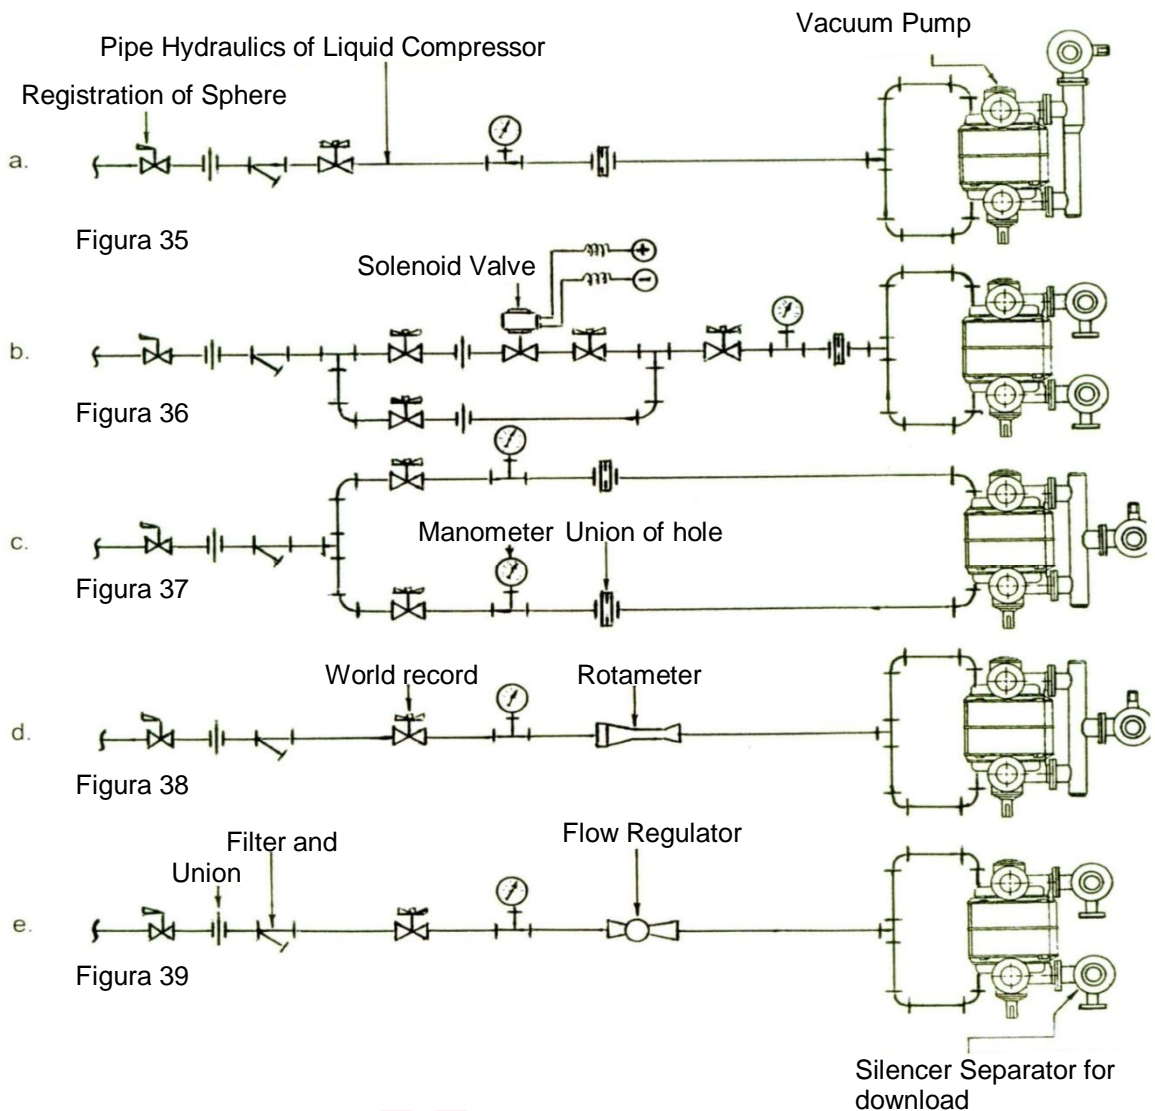 Vacuum Pump
Pipe Hydraulics of Liquid Compressor
Registration of Sphere
a.
Figura 35
Solenoid Valve
+
-
b.
Figura 36
Manometer Union of hole
c.
Figura 37
World record
Rotameter
d.
Figura 38
Filter and
Union
Flow Regulator
e.
Figura 39
Silencer Separator for
download